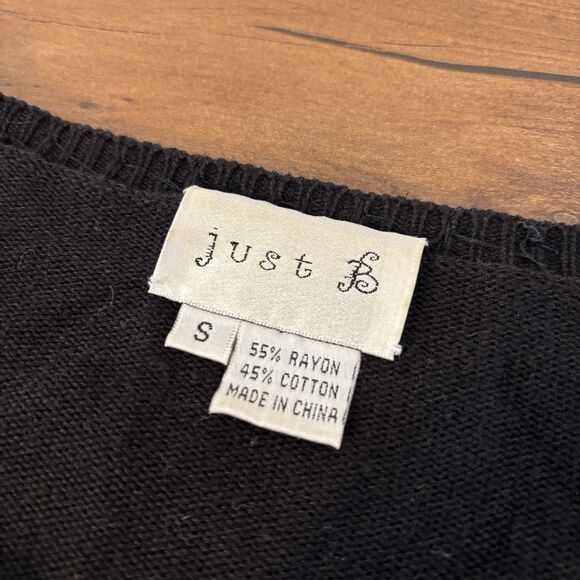 just B
S
55% RAYON
45% COTTON
MADE IN CHINA